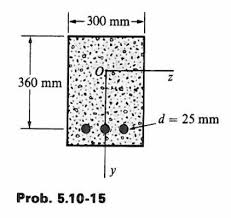 300 mm
O
z
360 mm
d = 25 mm
y
Prob. 5.10-15